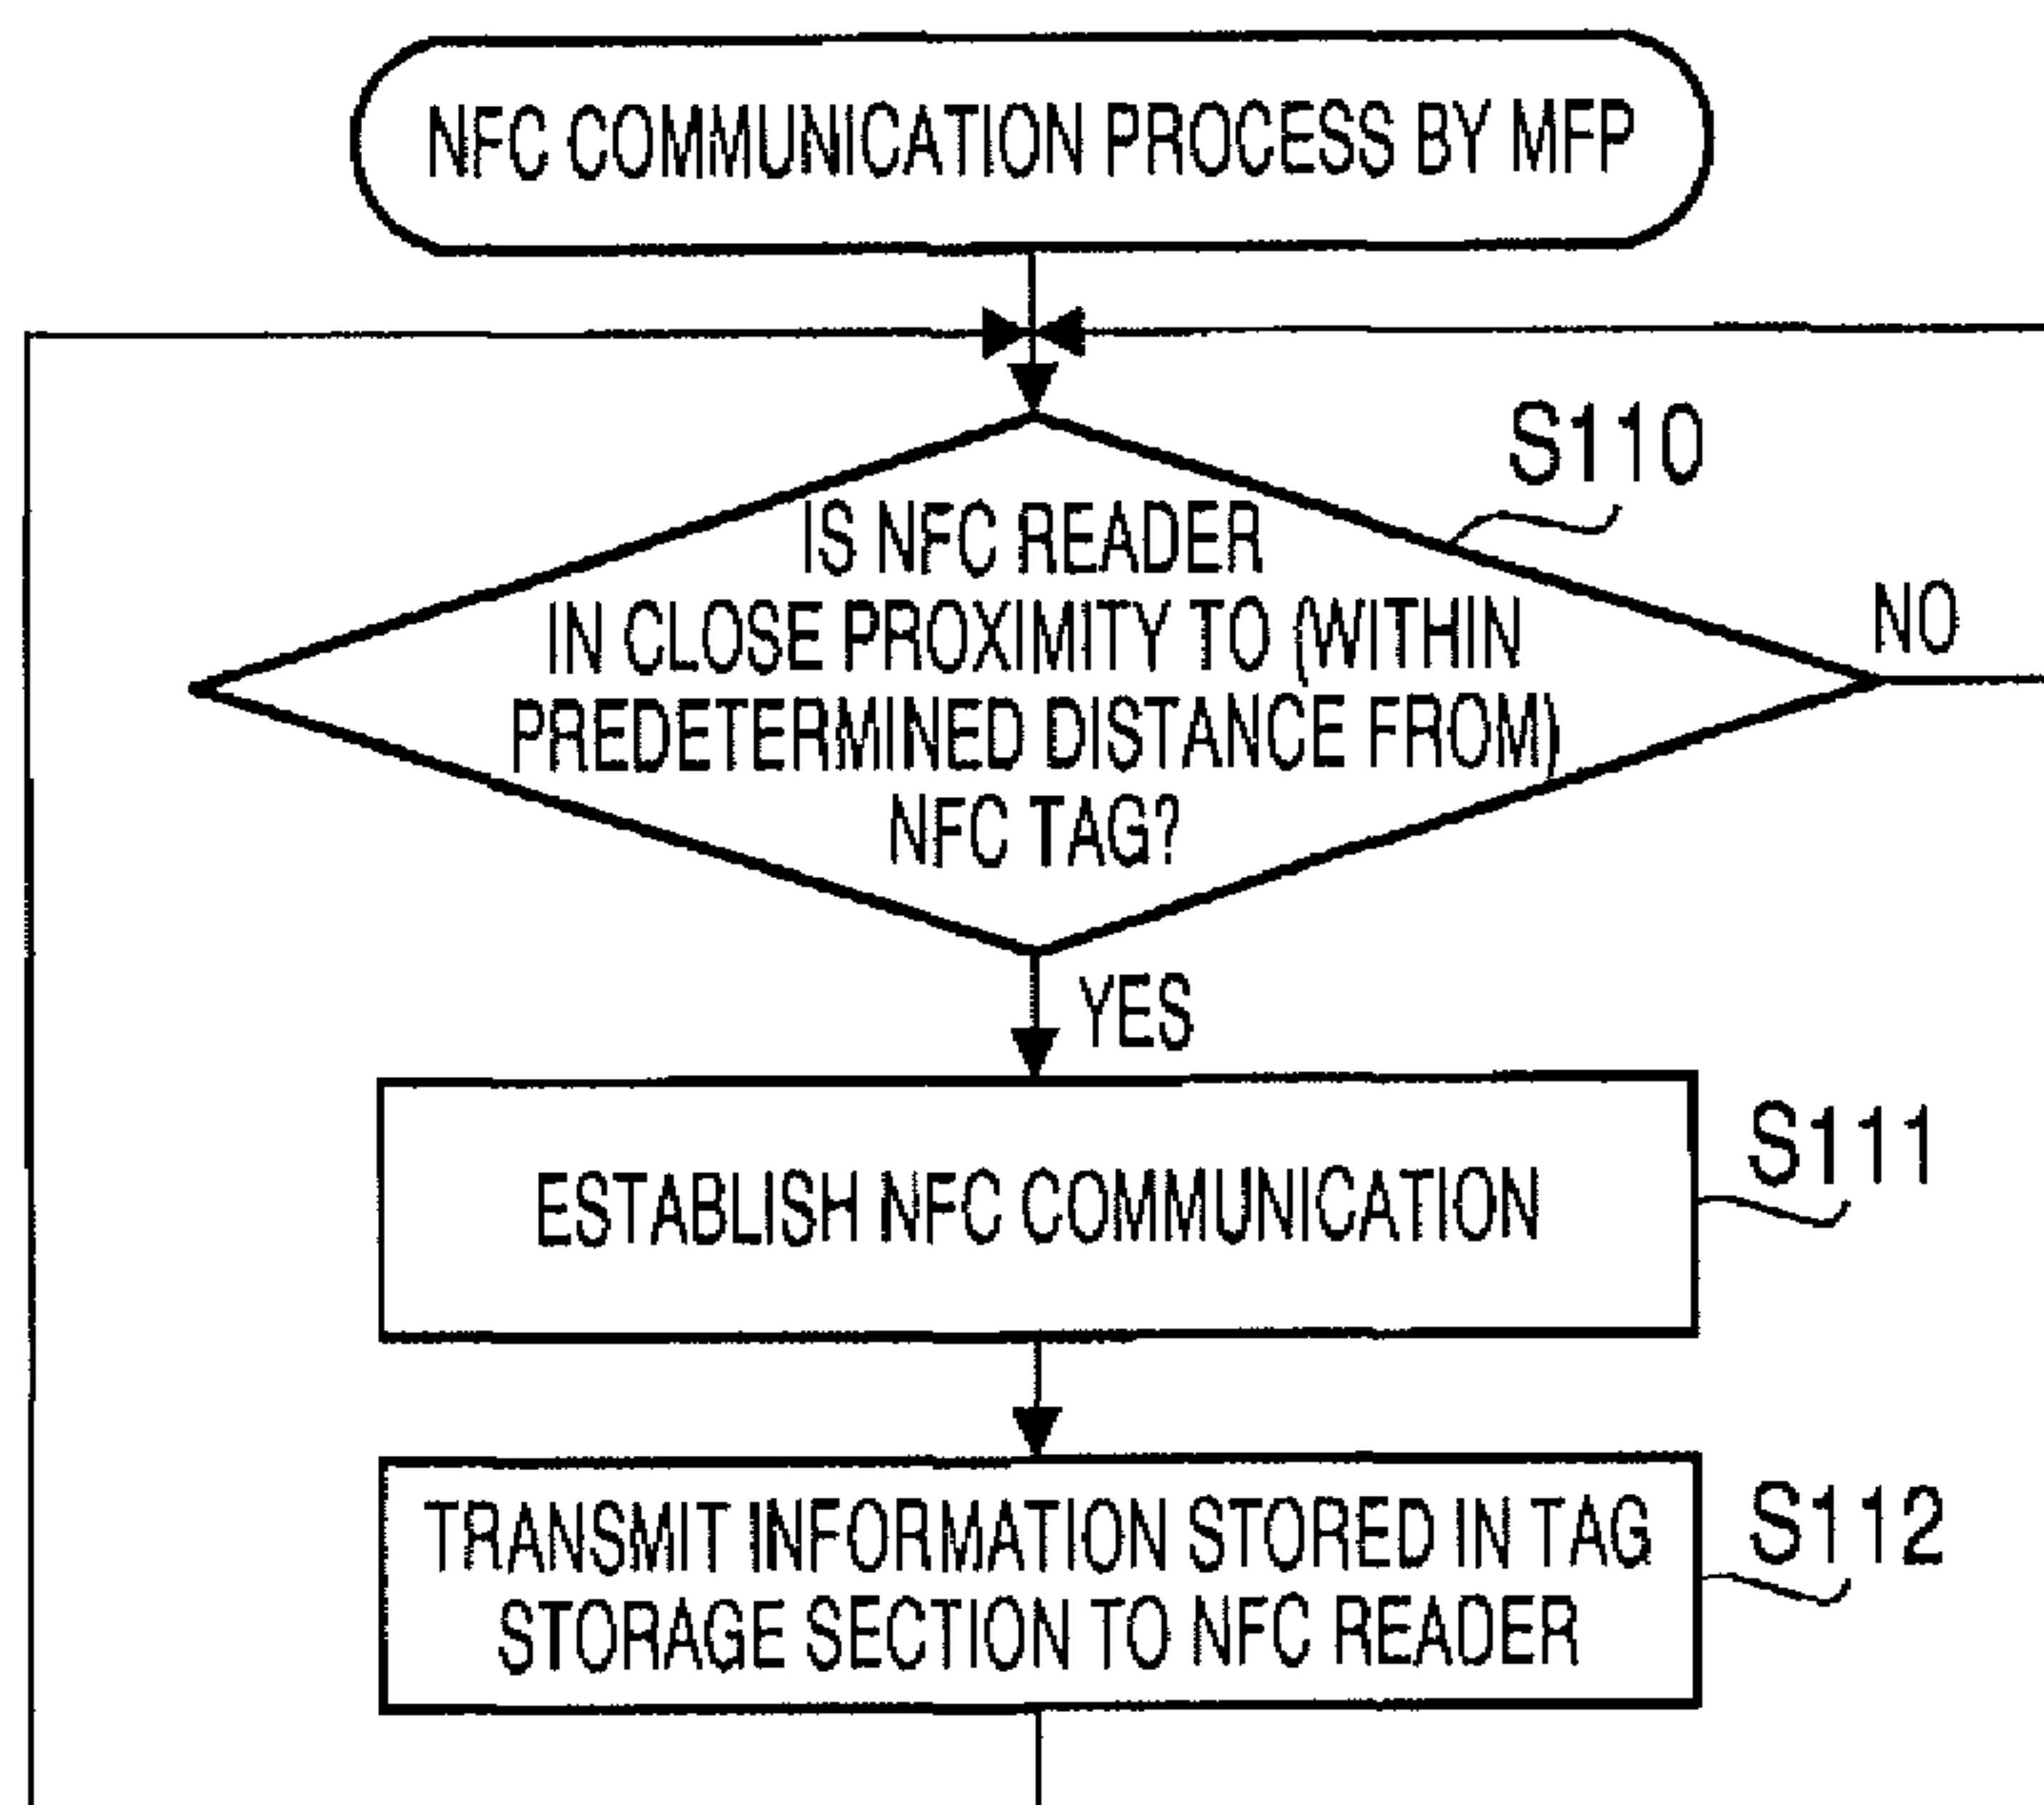 NFC COMMUNICATION PROCESS BY MFP
S110
IS NFC READER
IN CLOSE PROXIMITY TO (WITHIN
PREDETERMINED DISTANCE FROM)
NFC TAG?
NO
YES
ESTABLISH NFC COMMUNICATION
S111
TRANSMIT INFORMATION STORED IN TAG
STORAGE SECTION TO NFC READER
S112